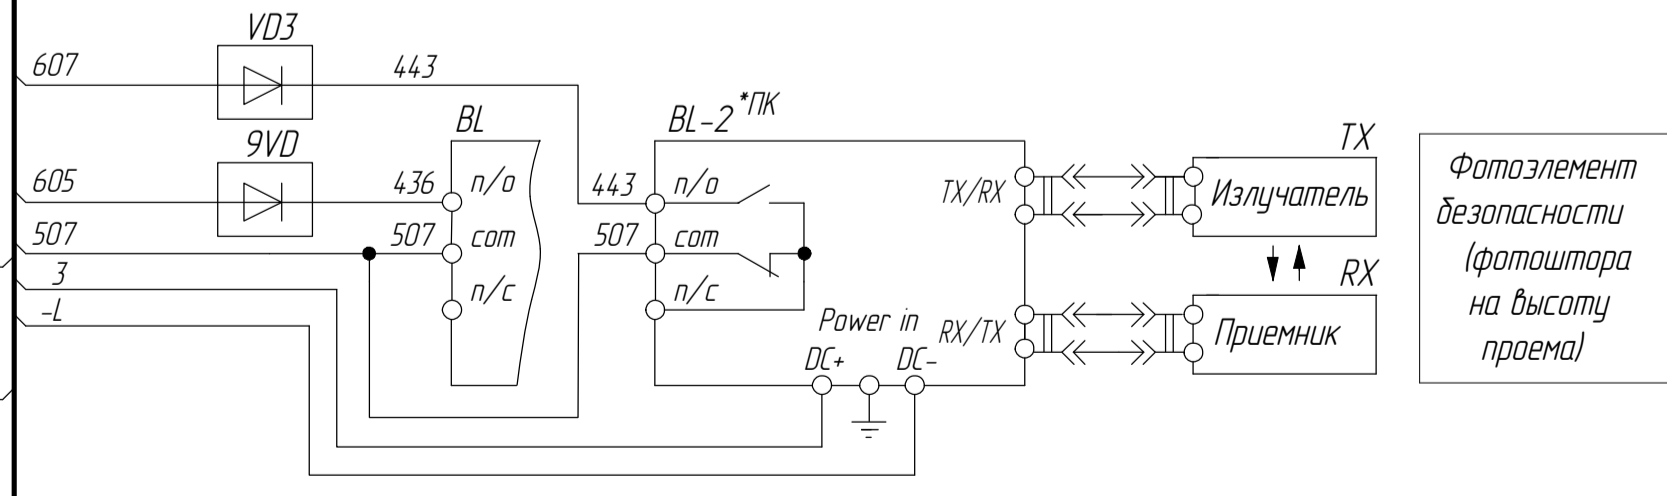 VD3
607
443
BL
BL-2 *ПК
9VD
605
436
п/о
507
507
com
3
п/с
-L
443
п/о
507
com
п/с
TX/RX
Power in
RX/TX
DC+
DC-
TX
Излучатель
RX
Приемник
Фотоэлемент
безопасности
(фотоштора
на высоту
проема)